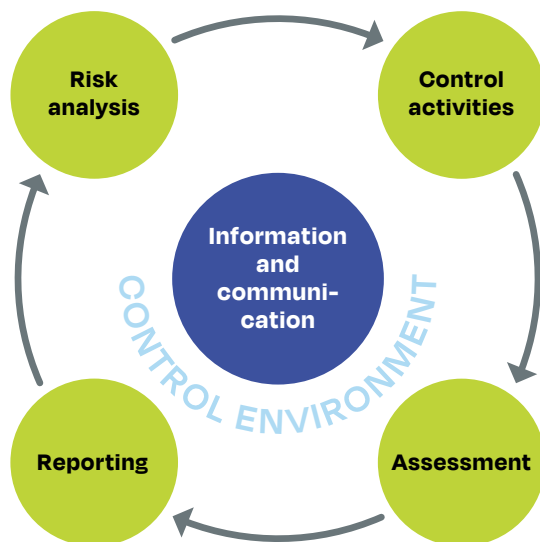 Risk
analysis
Control
activities
Information
and
communi-
cation
CONTROL ENVIRONMENT
Reporting
Assessment